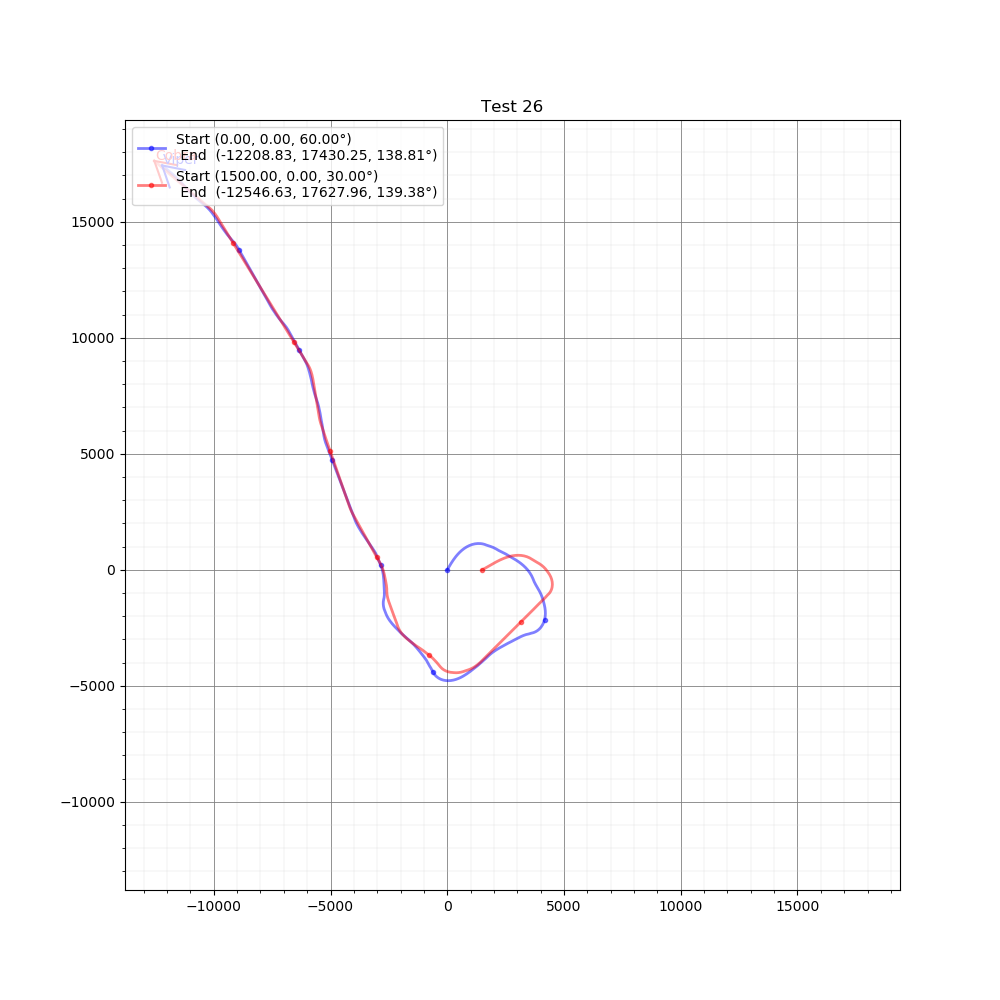 Test 26
Start (0.00, 0.00, 60.00°)
End (-12208.83, 17430.25, 138.81°)
Start (1500.00, 0.00, 30.00°)
End (-12546.63, 17627.96, 139.38°)
15000
10000
5000
0
−5000
−10000
−10000 −5000 0 5000 10000 15000